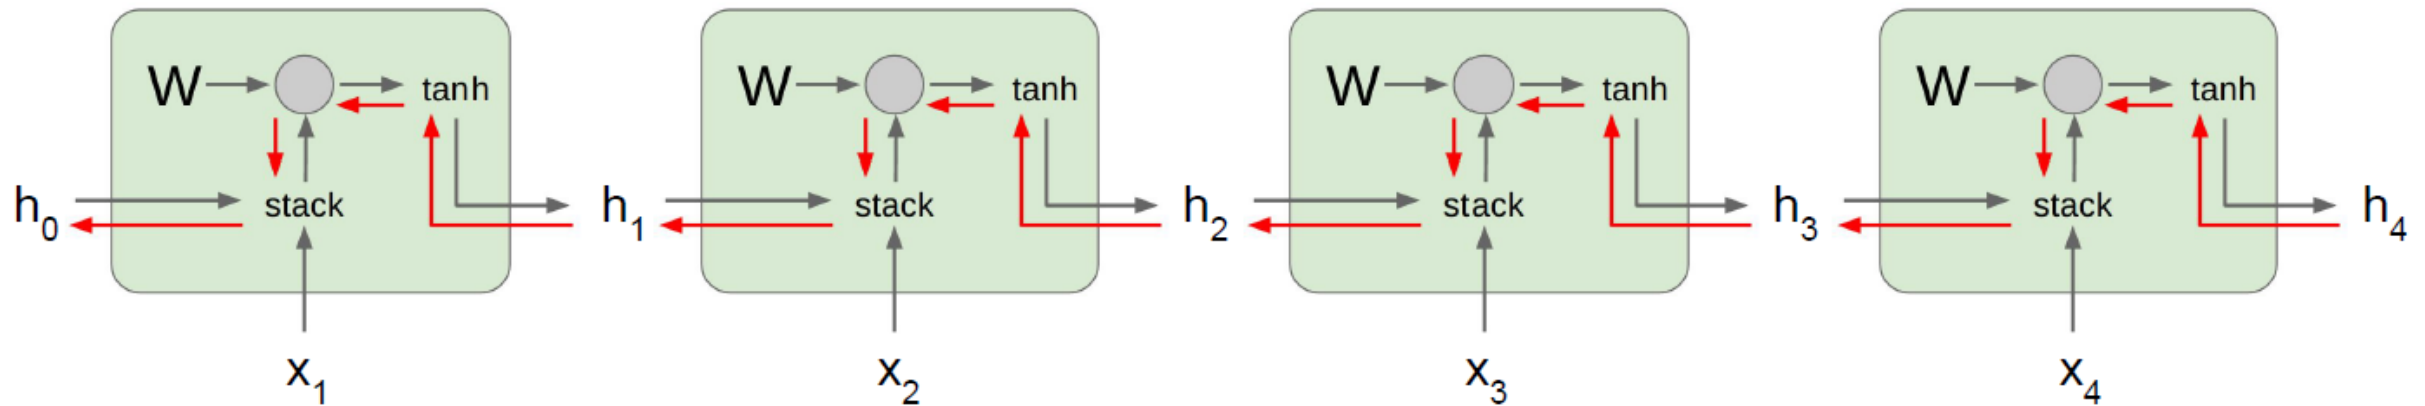 W tanh W tanh W tanh W tanh
h0 stack h1 stack h2 stack h3 stack h4
x1 x2 x3 x4